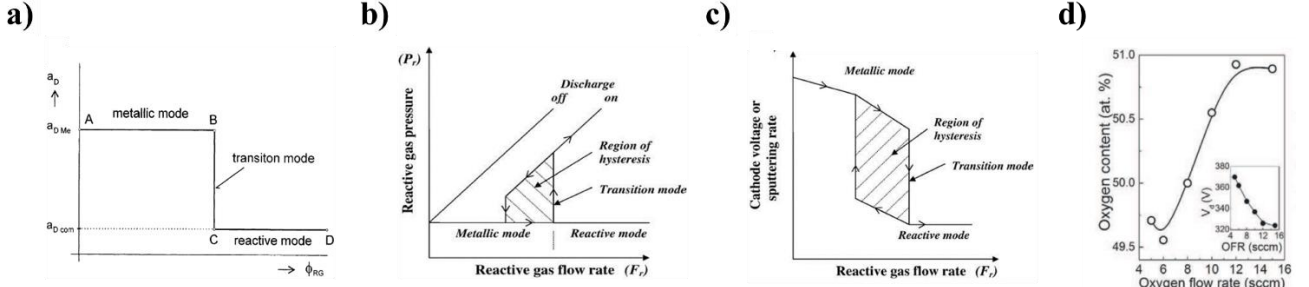 a)
b)
c)
d)
a_D
a_D Me
a_D com
A
B
metallic mode
transiton mode
C
reactive mode
D
ϕ_RG
(P_r)
Reactive gas pressure
Discharge
off
on
Region of
hysteresis
Transition mode
Metallic mode
Reactive mode
Reactive gas flow rate (F_r)
Cathode voltage or
sputtering rate
Metallic mode
Region of
hysteresis
Transition mode
Reactive mode
Reactive gas flow rate (F_r)
Oxygen content (at. %)
51.0
50.5
50.0
49.5
V_d (V)
380
360
340
320
4 8 12 16
OFR (sccm)
4 6 8 10 12 14 16
Oxygen flow rate (sccm)